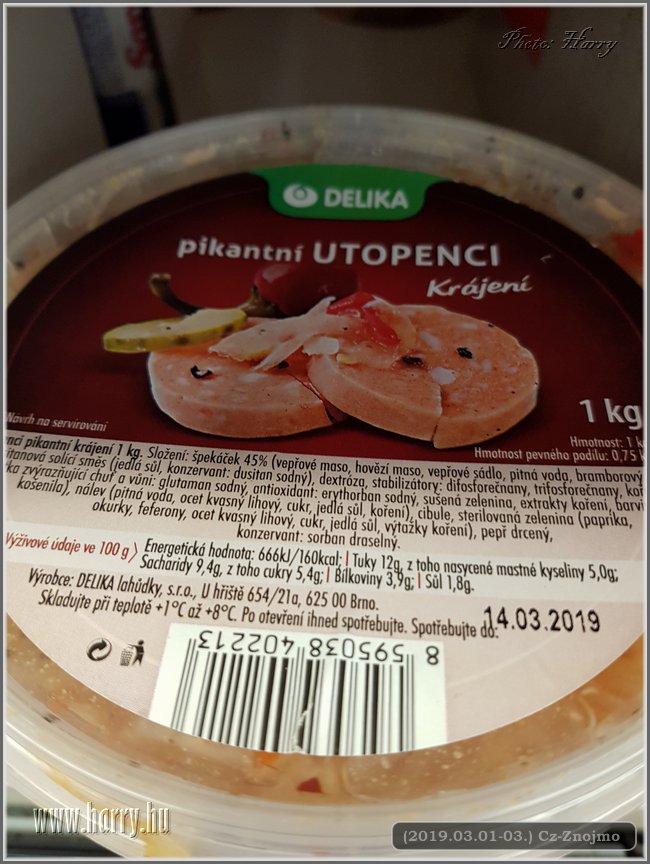 Photo: Harry
DELIKA
pikantní UTOPENCI
Krájení
1 kg
Návrh na servírování
Hmotnost: 1 k
Hmotnost pevného podílu: 0,75
pikantní krájení 1 kg. Složení: špekáček 45% (vepřové maso, hovězí maso, vepřové sádlo, pitná voda, bramborový
solicí směs (jedlá sůl, konzervant: dusitan sodný), dextróza, stabilizátory: difosforečnany, trifosforečnany,
zvýrazňující chuť a vůni: glutaman sodný, antioxidant: erythorban sodný, sušená zelenina, extrakty koření,
košenila), nálev (pitná voda, ocet kvasný lihový, cukr, jedlá sůl, koření), cibule, sterilovaná zelenina (paprika,
okurky, feferony, ocet kvasný lihový, cukr, jedlá sůl, výtažky koření), pepř drcený,
konzervant: sorban draselný.
Výživové údaje ve 100 g Energetická hodnota: 666kJ/160kcal; | Tuky 12g, z toho nasycené mastné kyseliny 5,0g;
Sacharidy 9,4g, z toho cukry 5,4g; | Bílkoviny 3,9g; | Sůl 1,8g.
Výrobce: DELIKA lahůdky, s.r.o., U hřiště 654/21a, 625 00 Brno.
Skladujte při teplotě +1°C až +8°C. Po otevření ihned spotřebujte. Spotřebujte do: 14.03.2019
8 595038 402213
www.harry.hu
(2019.03.01-03.) Cz-Znojmo